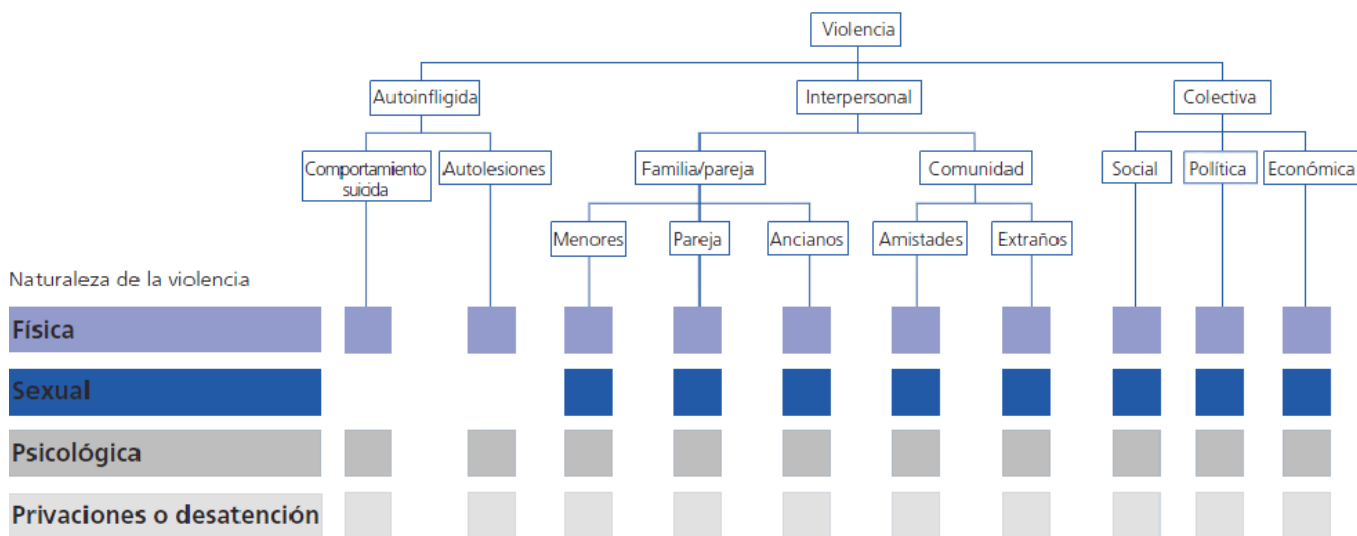 Violencia
Autoinfligida
Interpersonal
Colectiva
Comportamiento
suicida
Autolesiones
Familia/pareja
Comunidad
Social
Política
Económica
Menores
Pareja
Ancianos
Amistades
Extraños
Naturaleza de la violencia
Física
Sexual
Psicológica
Privaciones o desatención